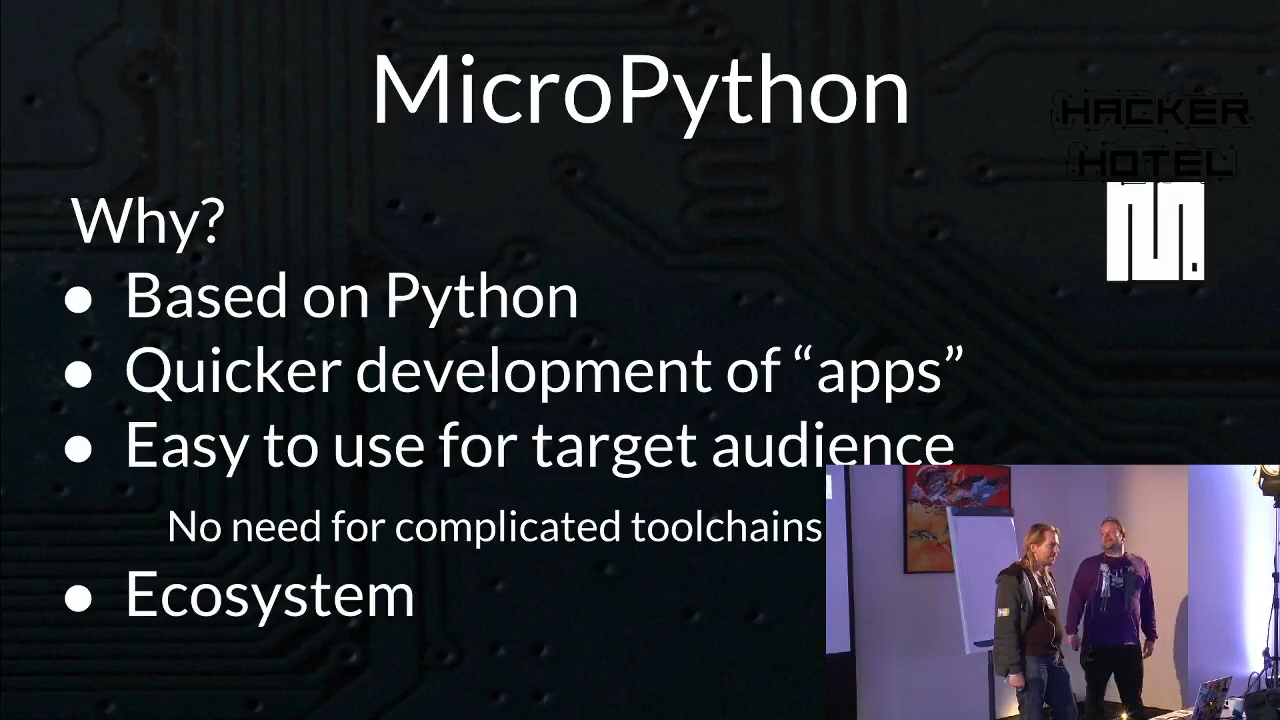 MicroPython
HACKER
HOTEL
Why?
● Based on Python
● Quicker development of “apps”
● Easy to use for target audience
No need for complicated toolchains
● Ecosystem